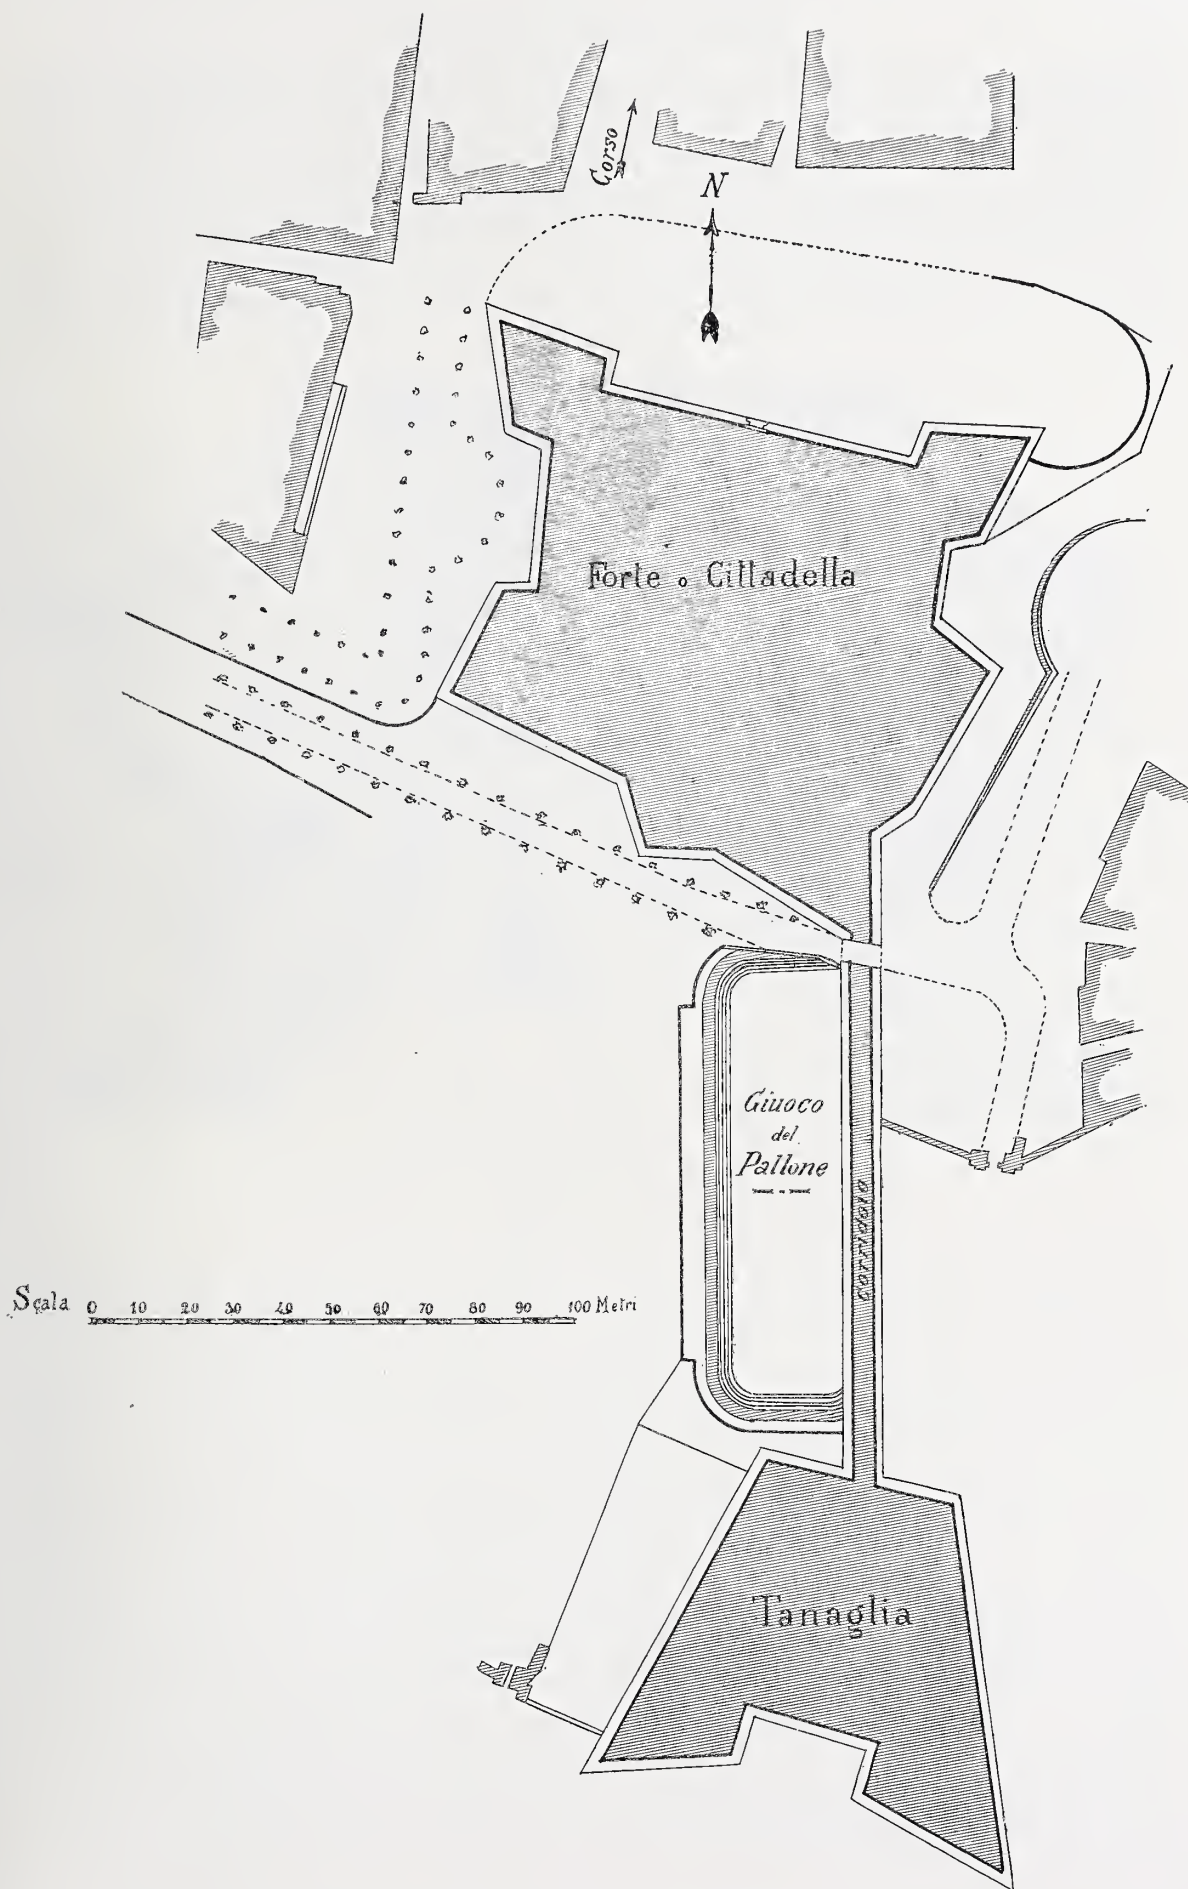 Corso
N
Forte o Cittadella
Giuoco
del
Pallone
Corridoio
Scala 0 10 20 30 40 50 60 70 80 90 100 Metri
Tanaglia